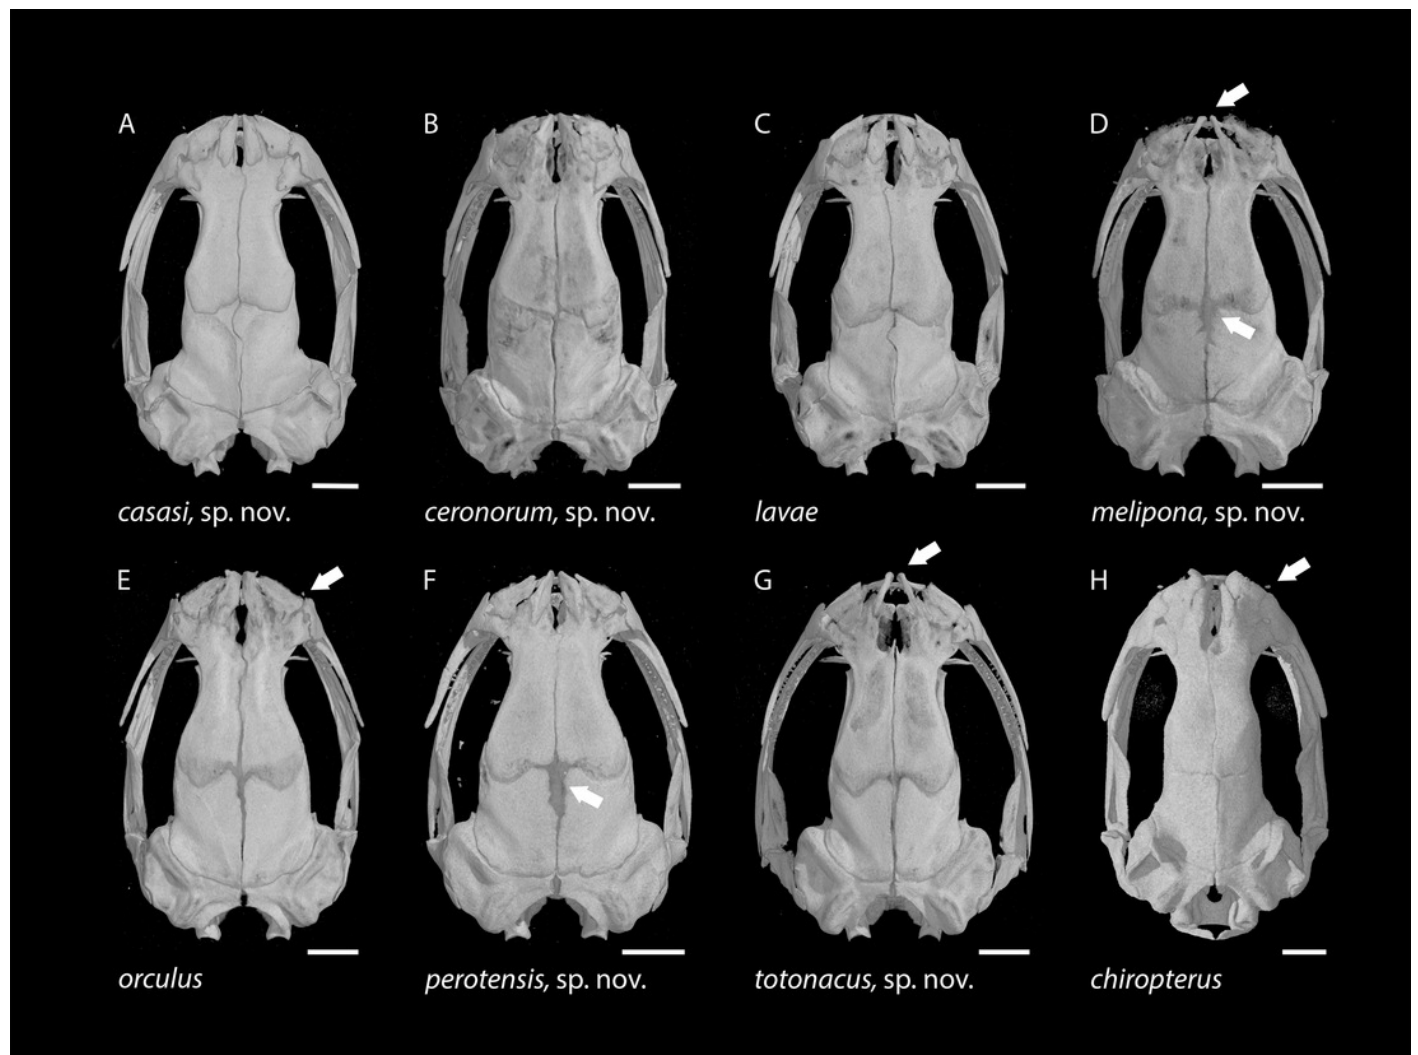 A B C D
casasi, sp. nov. ceronorum, sp. nov. lavae melipona, sp. nov.
E F G H
orculus perotensis, sp. nov. totonacus, sp. nov. chiropterus